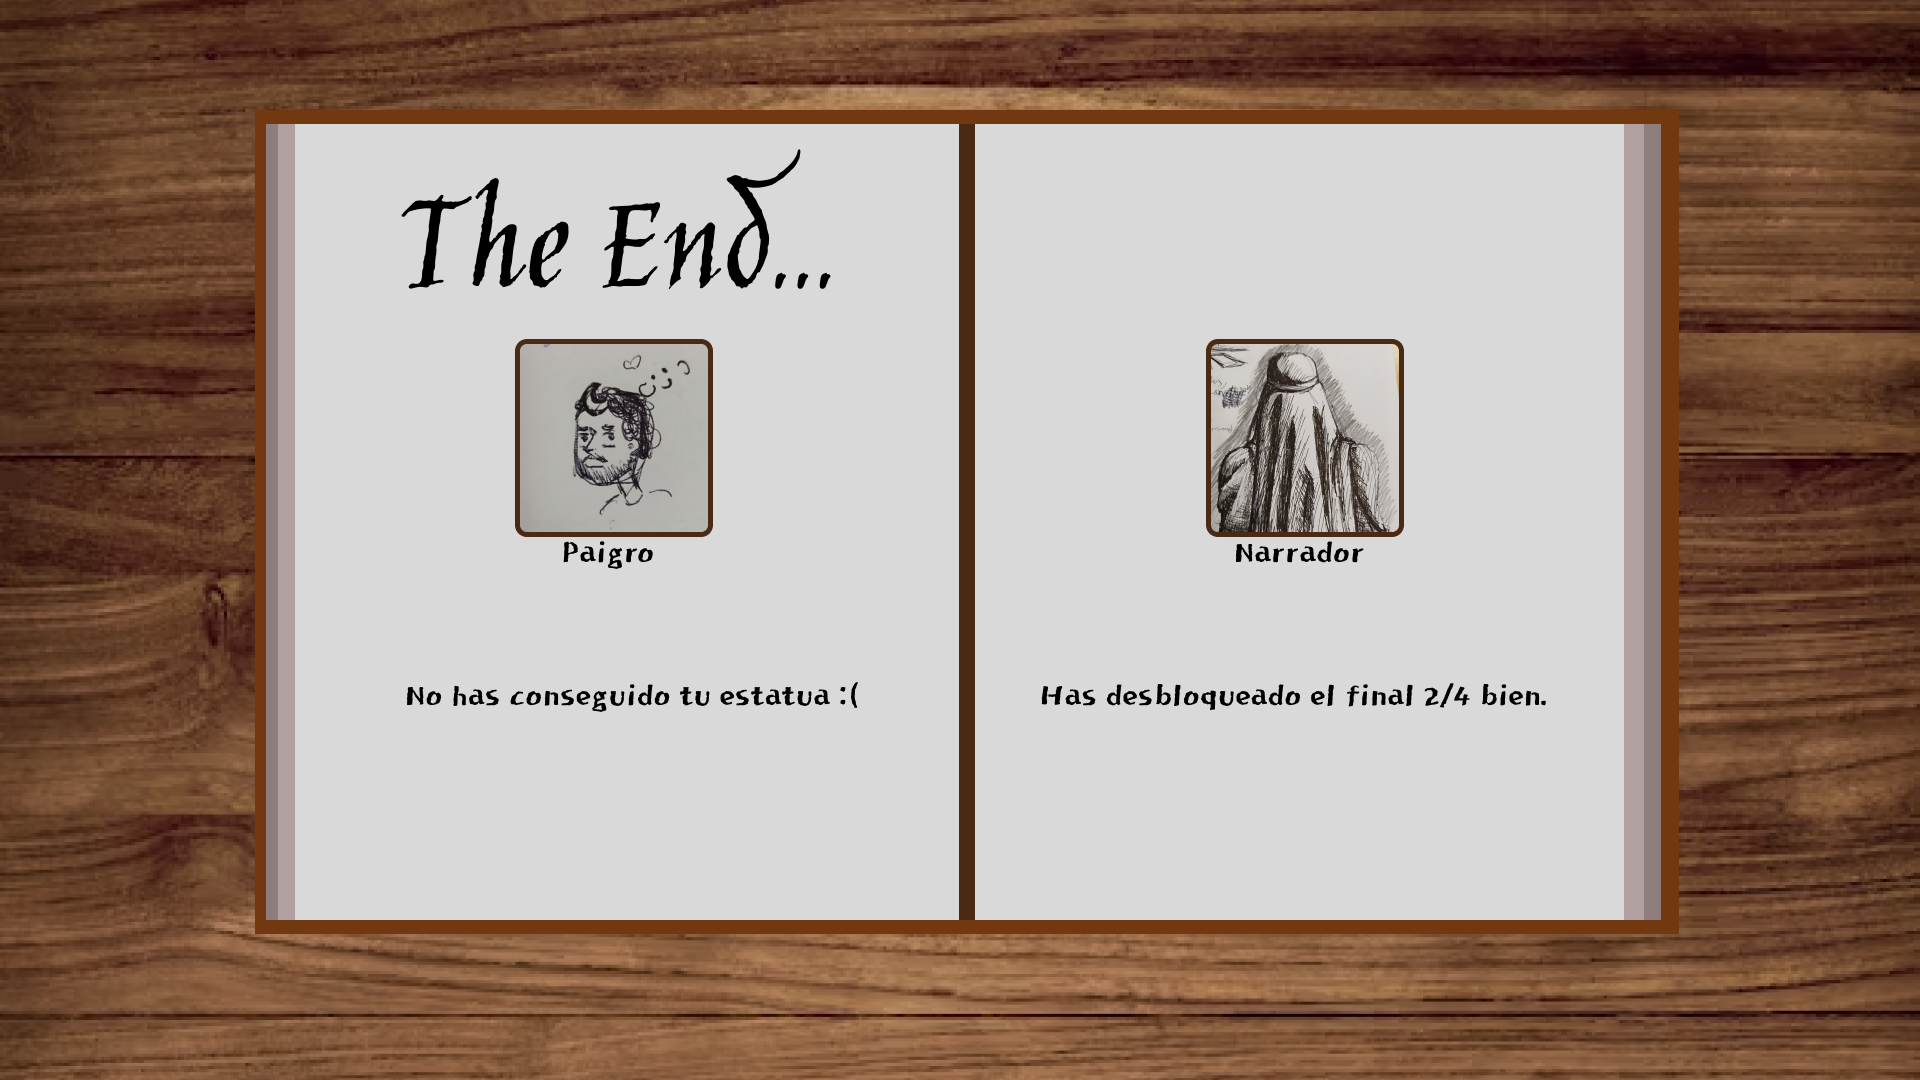 The End...
Paigro
Narrador
No has conseguido tu estatua :(
Has desbloqueado el final 2/4 bien.